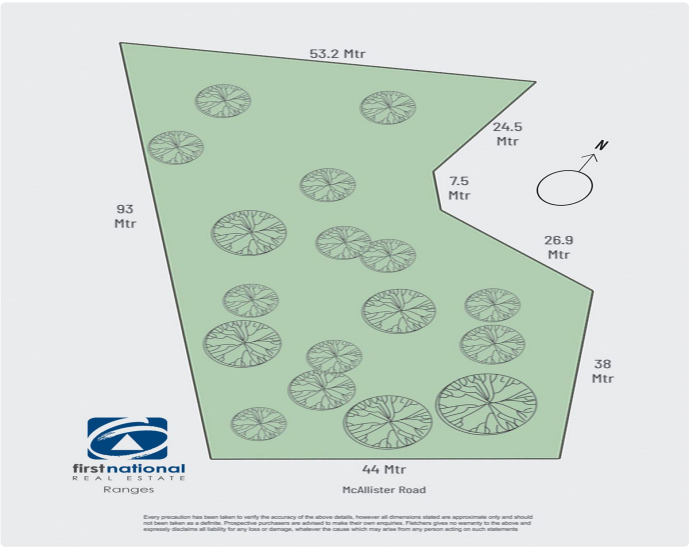 53.2 Mtr
24.5
Mtr
N
7.5
Mtr
93
Mtr
26.9
Mtr
38
Mtr
44 Mtr
McAllister Road
firstnational
REAL ESTATE
Ranges
Every precaution has been taken to verify the accuracy of the above details, however all dimensions stated are approximate only and should
not been taken as a definite. Prospective purchasers are advised to make their own enquiries. Fletchers gives no warranty to the above and
expressly disclaims all liability for any loss or damage, whatever the cause which may arise from any person acting on such statements